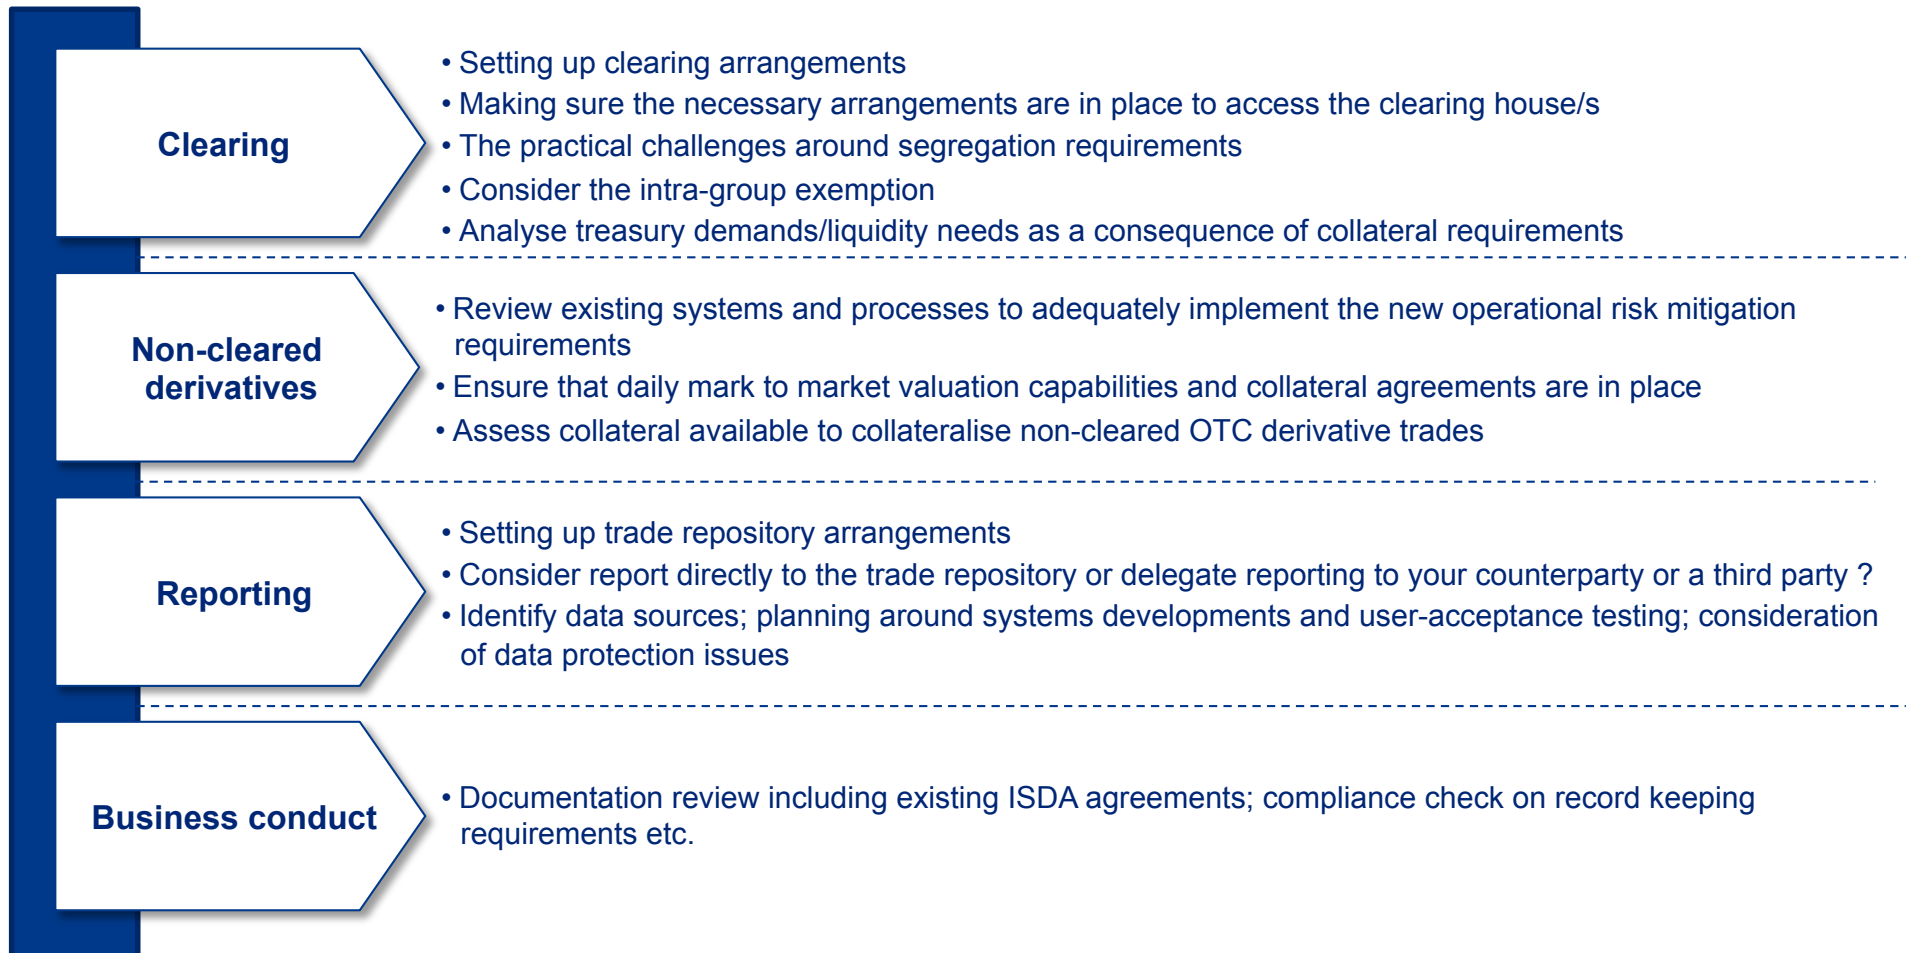 Clearing
• Setting up clearing arrangements
• Making sure the necessary arrangements are in place to access the clearing house/s
• The practical challenges around segregation requirements
• Consider the intra-group exemption
• Analyse treasury demands/liquidity needs as a consequence of collateral requirements
Non-cleared
derivatives
• Review existing systems and processes to adequately implement the new operational risk mitigation
requirements
• Ensure that daily mark to market valuation capabilities and collateral agreements are in place
• Assess collateral available to collateralise non-cleared OTC derivative trades
Reporting
• Setting up trade repository arrangements
• Consider report directly to the trade repository or delegate reporting to your counterparty or a third party ?
• Identify data sources; planning around systems developments and user-acceptance testing; consideration
of data protection issues
Business conduct
• Documentation review including existing ISDA agreements; compliance check on record keeping
requirements etc.